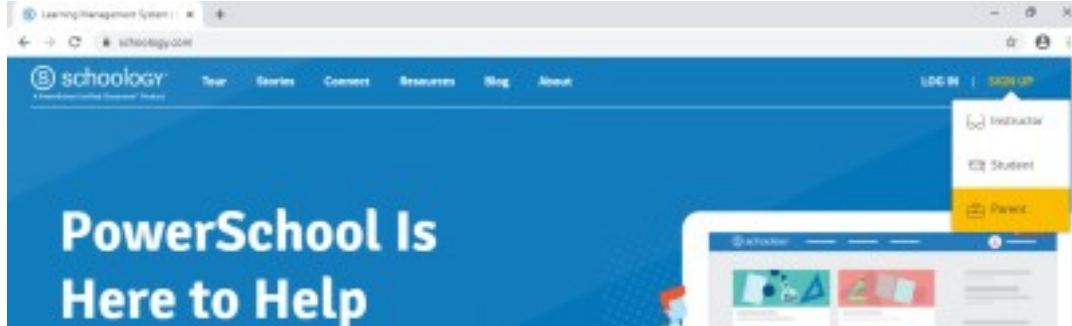 Learning Management System |
schoology.com
schoology Tour Stories Connect Resources Blog About LOG IN | SIGN UP
Instructor
Student
Parent
PowerSchool Is
Here to Help
schoology